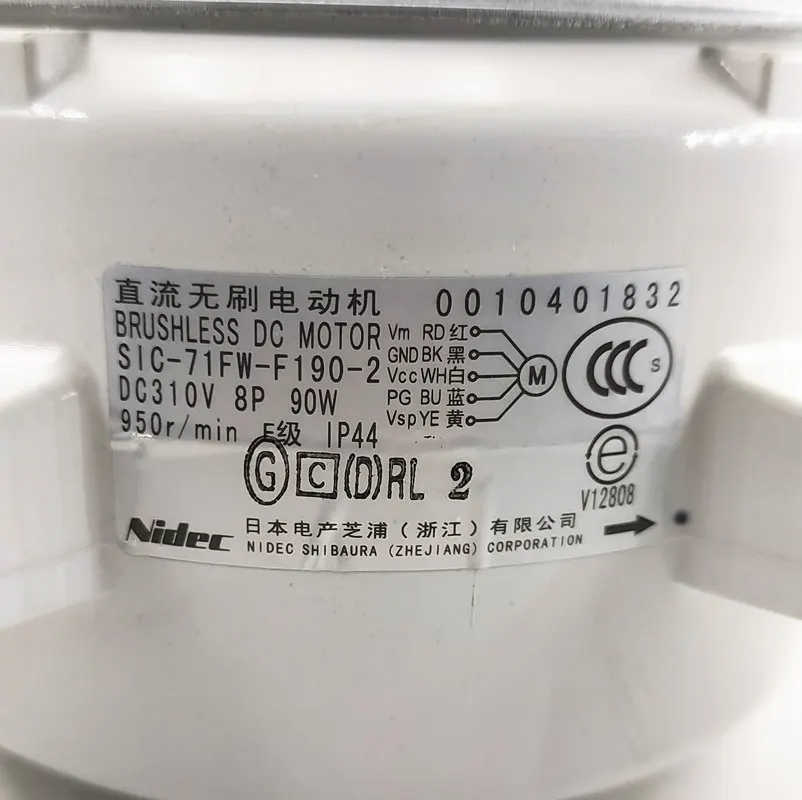 直流无刷电动机 0010401832
BRUSHLESS DC MOTOR
SIC-71FW-F190-2
DC310V 8P 90W
950r/min E级 IP44
Vm RD 红
GND BK 黑
Vcc WH 白
PG BU 蓝
Vsp YE 黄
M
CCC S
G C (D) RL 2
e
V12808
Nidec 日本电产芝浦(浙江)有限公司
NIDEC SHIBAURA (ZHEJIANG) CORPORATION